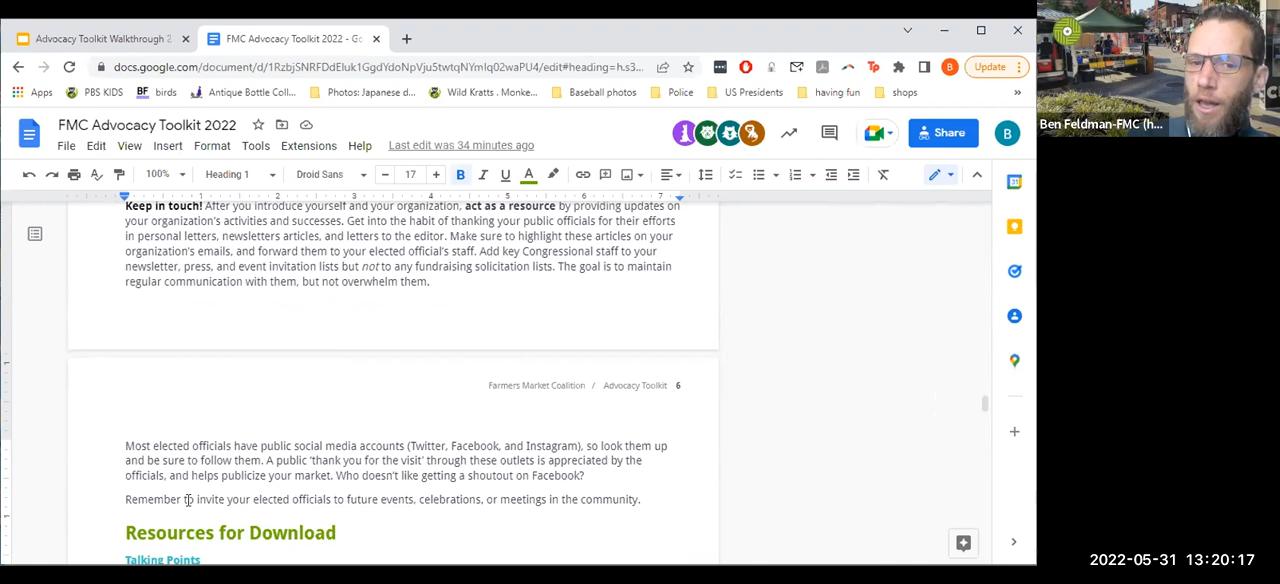 Advocacy Toolkit Walkthrough 2
FMC Advocacy Toolkit 2022 - Go
docs.google.com/document/d/1RzbjSNRFDdEluk1GgdYdoNpVju5twtqNYmIq02waPU4/edit#heading=h.s3...
Update
Apps
PBS KIDS
BF birds
Antique Bottle Coll...
Photos: Japanese d...
Wild Kratts . Monke...
Baseball photos
Police
US Presidents
having fun
shops
»
FMC Advocacy Toolkit 2022
File Edit View Insert Format Tools Extensions Help Last edit was 34 minutes ago
Share
B
100% Heading 1 Droid Sans 17 B I U A
1 2 3 4 5 6 7
Keep in touch! After you introduce yourself and your organization, act as a resource by providing updates on
your organization's activities and successes. Get into the habit of thanking your public officials for their efforts
in personal letters, newsletters articles, and letters to the editor. Make sure to highlight these articles on your
organization's emails, and forward them to your elected official's staff. Add key Congressional staff to your
newsletter, press, and event invitation lists but not to any fundraising solicitation lists. The goal is to maintain
regular communication with them, but not overwhelm them.
Farmers Market Coalition / Advocacy Toolkit 6
Most elected officials have public social media accounts (Twitter, Facebook, and Instagram), so look them up
and be sure to follow them. A public 'thank you for the visit' through these outlets is appreciated by the
officials, and helps publicize your market. Who doesn't like getting a shoutout on Facebook?
Remember to invite your elected officials to future events, celebrations, or meetings in the community.
Resources for Download
Talking Points
Ben Feldman-FMC (h...
2022-05-31 13:20:17